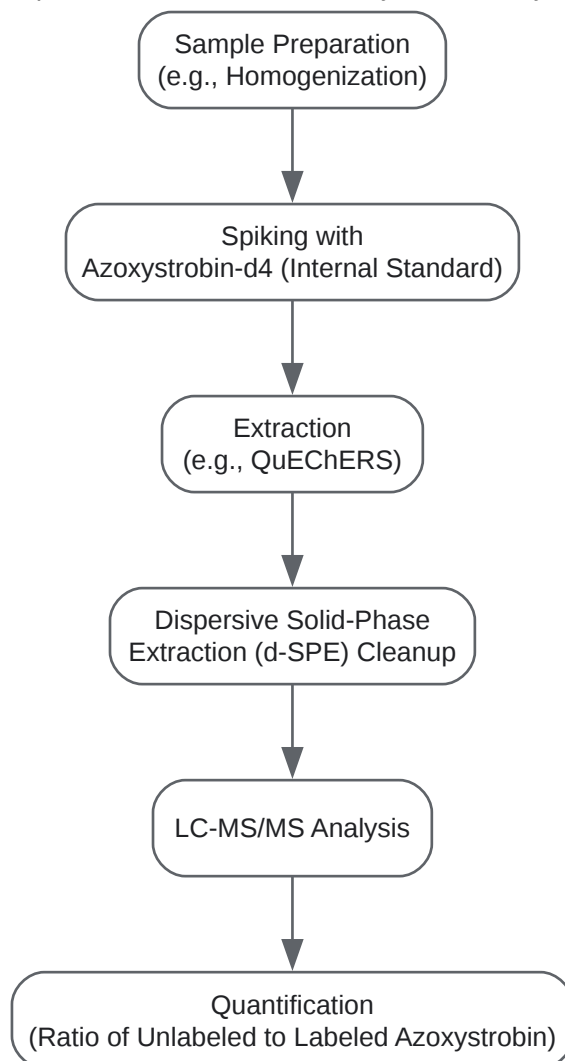 Sample Preparation
(e.g., Homogenization)
Spiking with
Azoxystrobin-d4 (Internal Standard)
Extraction
(e.g., QuEChERS)
Dispersive Solid-Phase
Extraction (d-SPE) Cleanup
LC-MS/MS Analysis
Quantification
(Ratio of Unlabeled to Labeled Azoxystrobin)